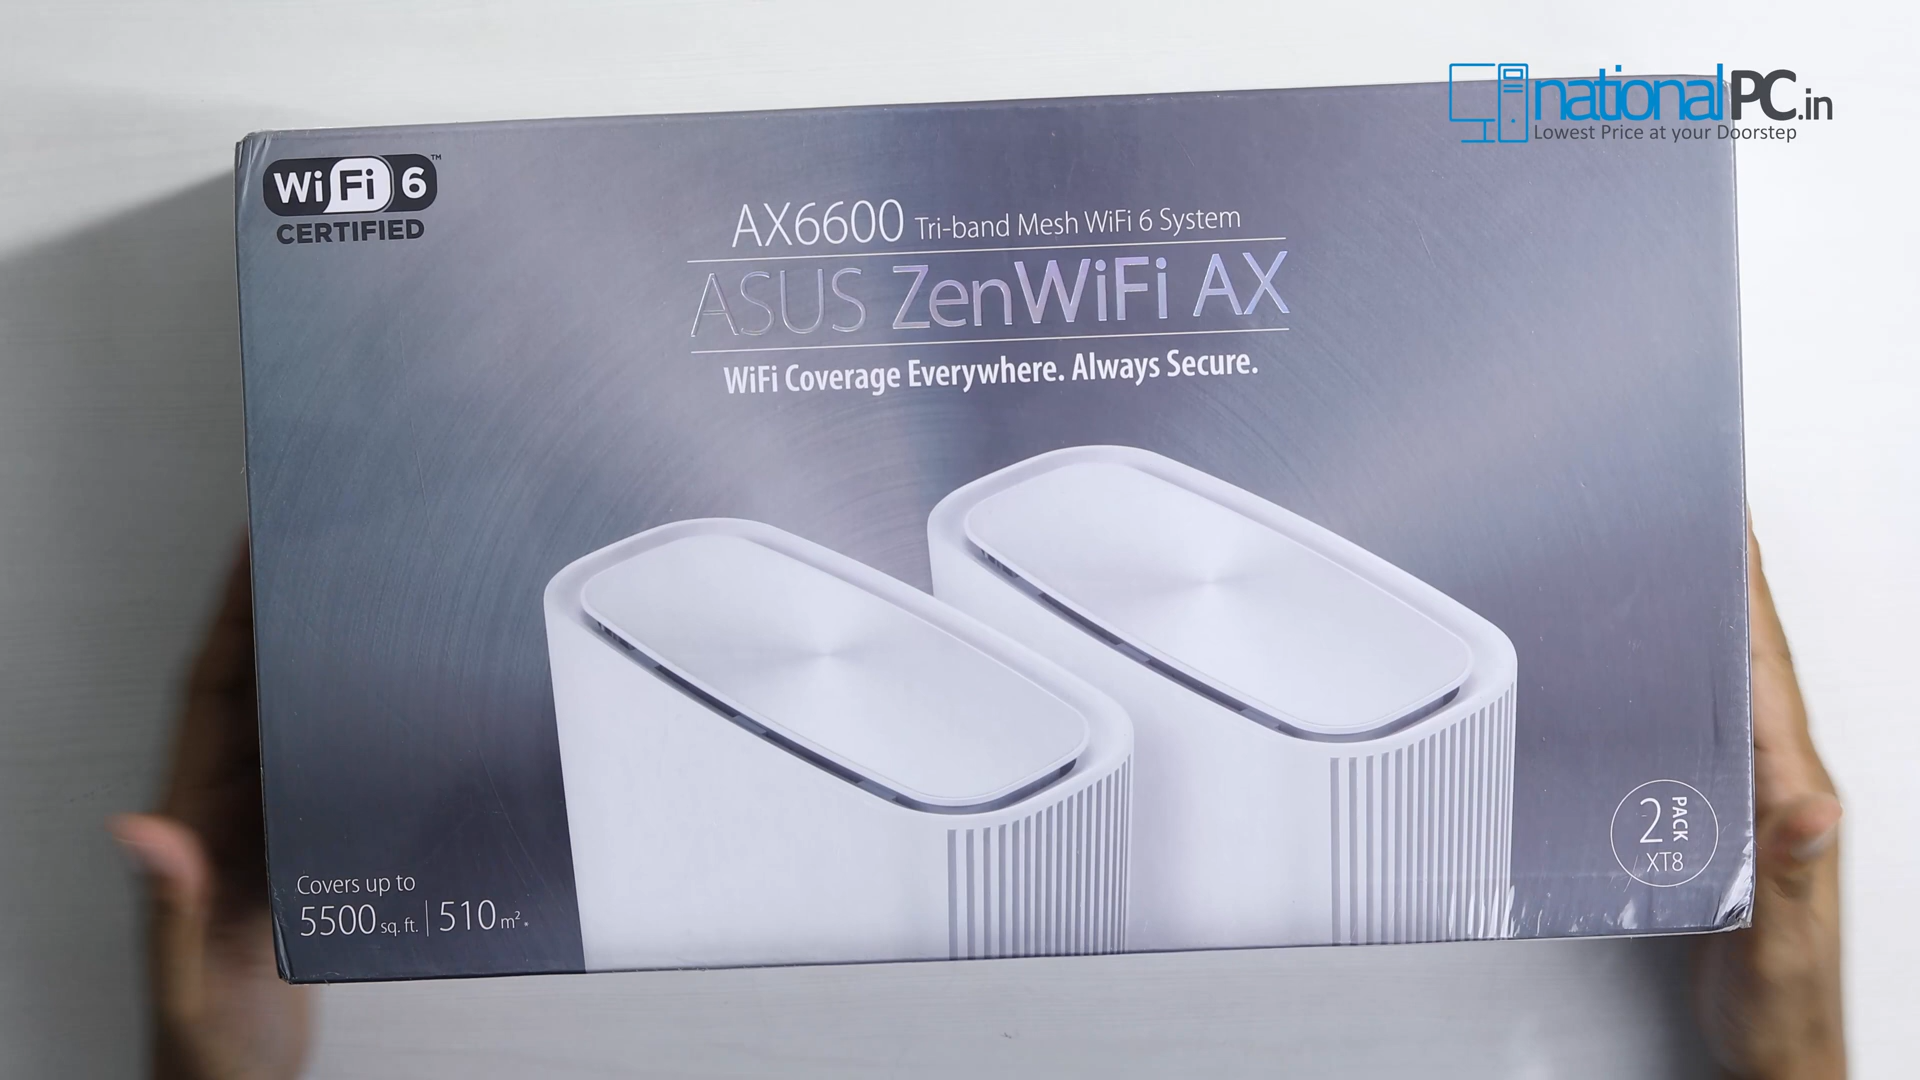 nationalPC.in
Lowest Price at your Doorstep
WiFi 6™
CERTIFIED
AX6600 Tri-band Mesh WiFi 6 System
ASUS ZenWiFi AX
WiFi Coverage Everywhere. Always Secure.
2 PACK
XT8
Covers up to
5500 sq. ft. | 510 m² *